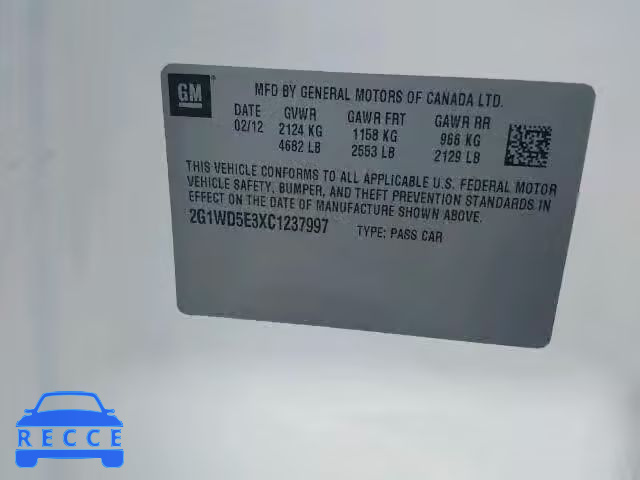 GM
MFD BY GENERAL MOTORS OF CANADA LTD.
DATE GVWR GAWR FRT GAWR RR
02/12 2124 KG 1158 KG 966 KG
4682 LB 2553 LB 2129 LB
THIS VEHICLE CONFORMS TO ALL APPLICABLE U.S. FEDERAL MOTOR
VEHICLE SAFETY, BUMPER, AND THEFT PREVENTION STANDARDS IN
EFFECT ON THE DATE OF MANUFACTURE SHOWN ABOVE.
2G1WD5E3XC1237997 TYPE: PASS CAR
RECCE